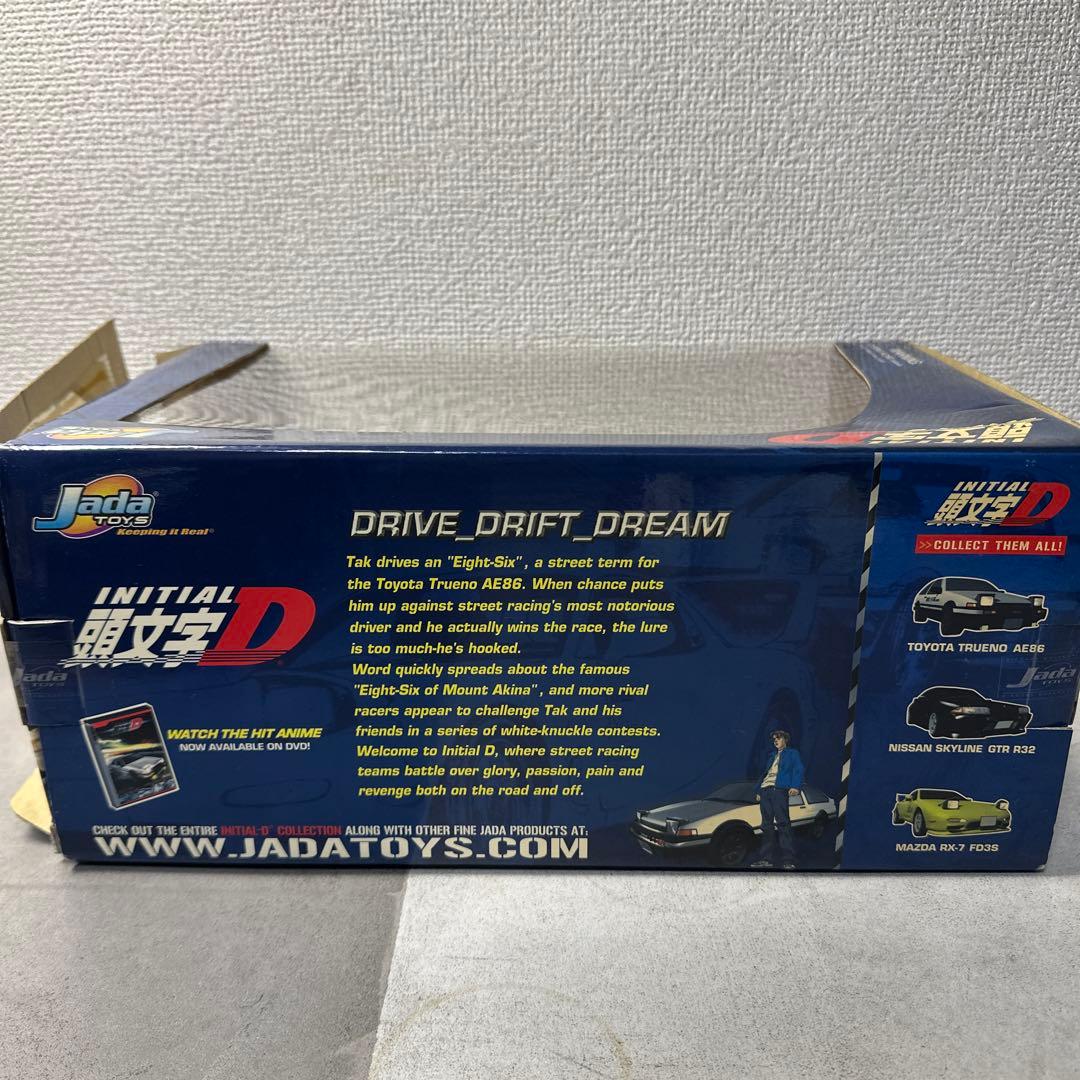 Jada
TOYS
Keeping it Real
INITIAL
頭文字D
WATCH THE HIT ANIME
NOW AVAILABLE ON DVD!
DRIVE_DRIFT_DREAM
Tak drives an "Eight-Six", a street term for
the Toyota Trueno AE86. When chance puts
him up against street racing's most notorious
driver and he actually wins the race, the lure
is too much-he's hooked.
Word quickly spreads about the famous
"Eight-Six of Mount Akina", and more rival
racers appear to challenge Tak and his
friends in a series of white-knuckle contests.
Welcome to Initial D, where street racing
teams battle over glory, passion, pain and
revenge both on the road and off.
CHECK OUT THE ENTIRE INITIAL-D COLLECTION ALONG WITH OTHER FINE JADA PRODUCTS AT:
WWW.JADATOYS.COM
INITIAL
頭文字D
>>COLLECT THEM ALL!
TOYOTA TRUENO AE86
Jada
TOYS
NISSAN SKYLINE GTR R32
MAZDA RX-7 FD3S